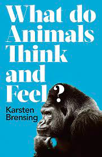 What do
Animals
Think
and
Feel?
Karsten
Brensing